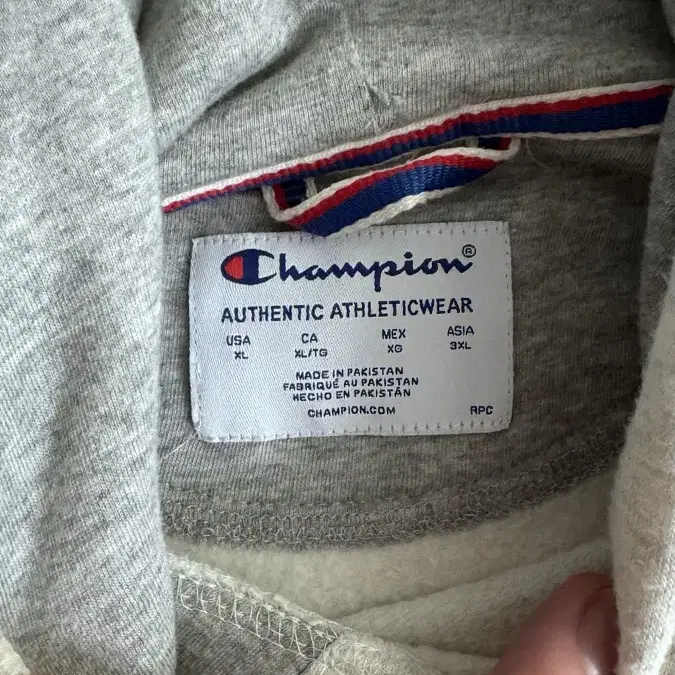 Champion®
AUTHENTIC ATHLETICWEAR
USA CA MEX ASIA
XL XL/TG XG 3XL
MADE IN PAKISTAN
FABRIQUÉ AU PAKISTAN
HECHO EN PAKISTÁN
CHAMPION.COM RPC